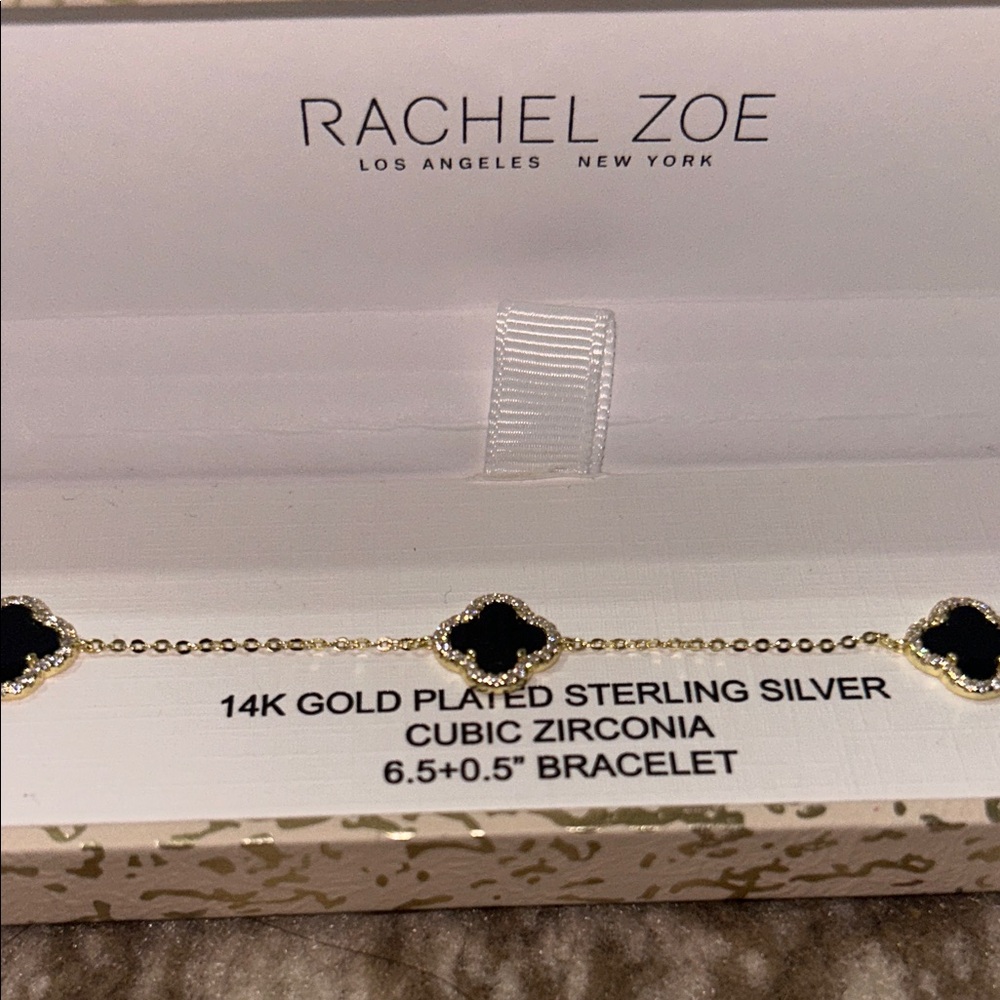 RACHEL ZOE
LOS ANGELES NEW YORK
14K GOLD PLATED STERLING SILVER
CUBIC ZIRCONIA
6.5+0.5” BRACELET